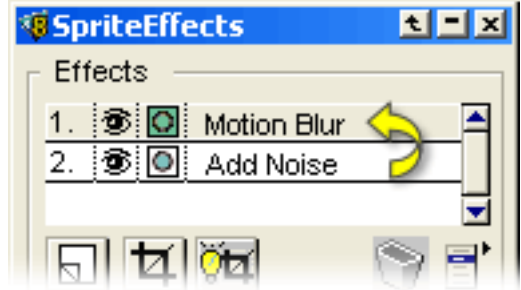 SpriteEffects
Effects
1. Motion Blur
2. Add Noise